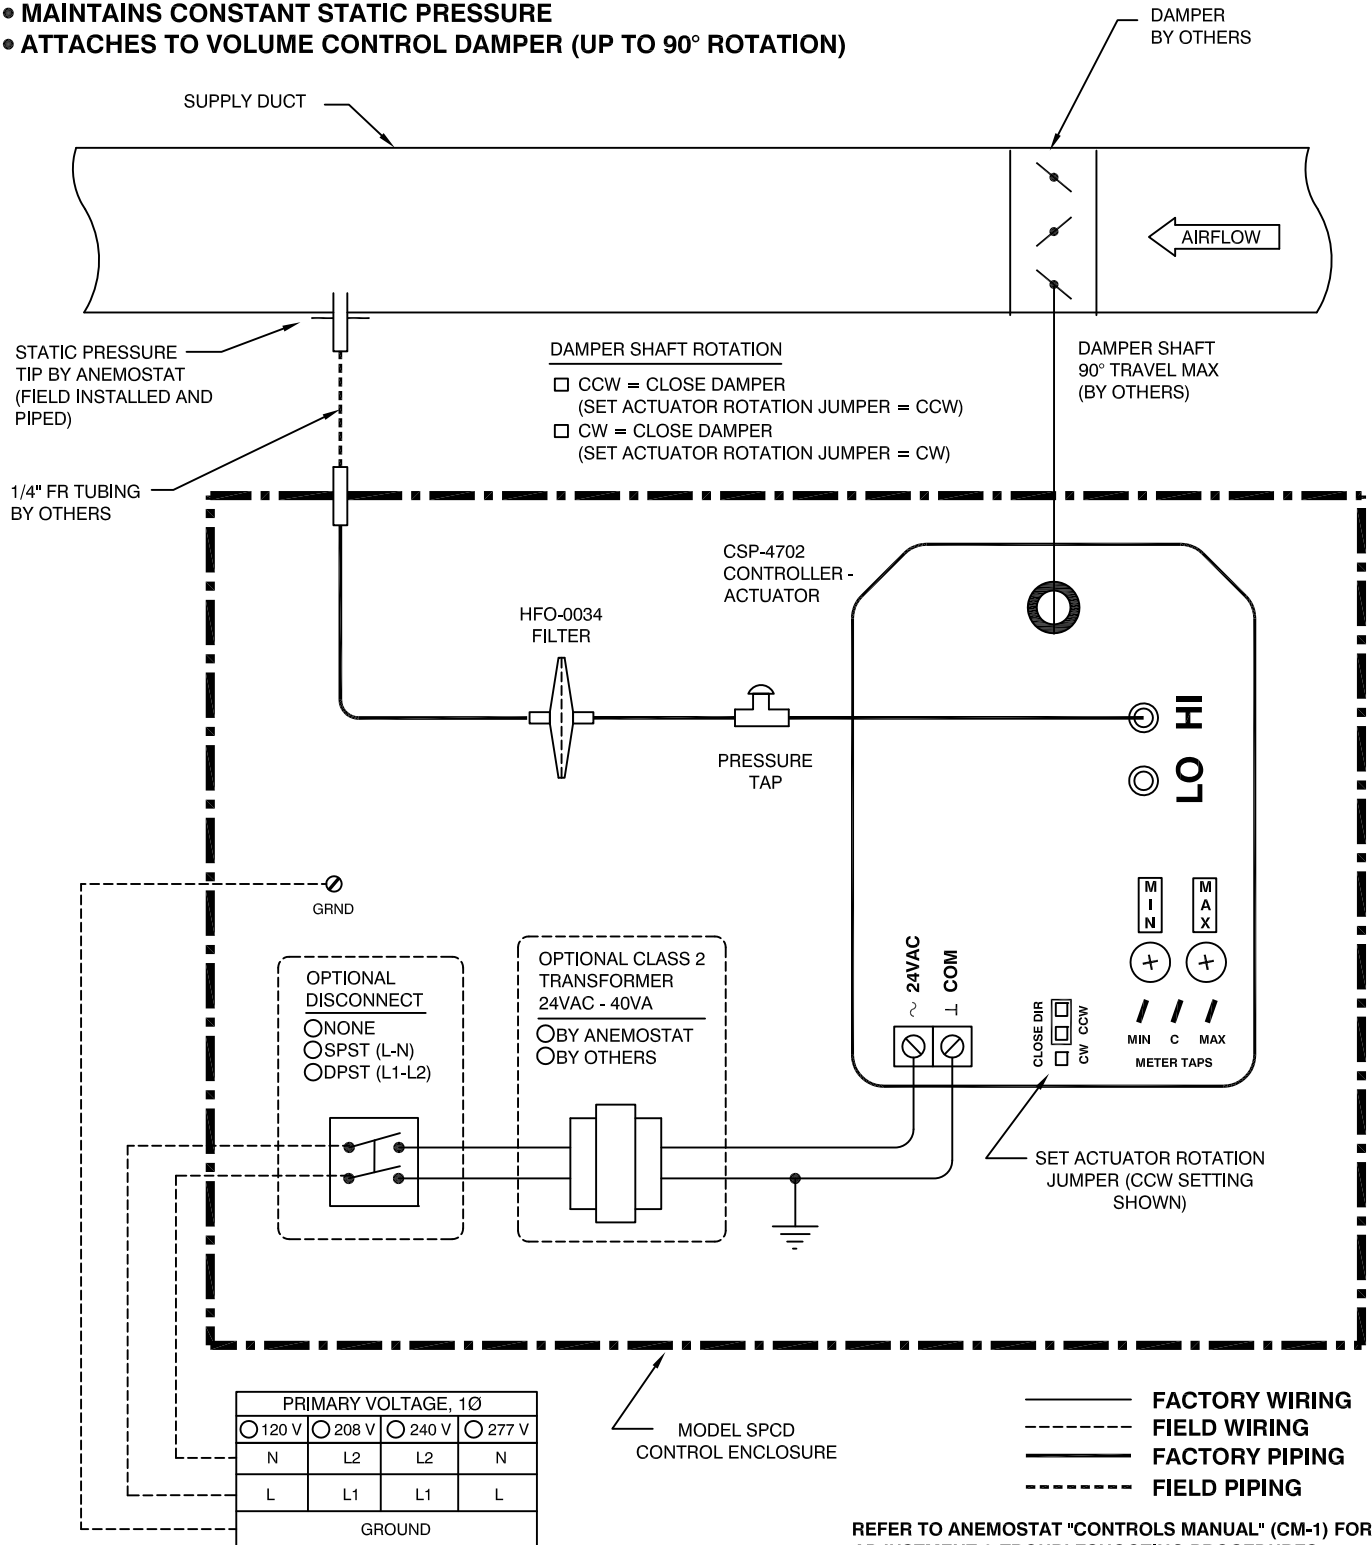 • MAINTAINS CONSTANT STATIC PRESSURE
• ATTACHES TO VOLUME CONTROL DAMPER (UP TO 90° ROTATION)
DAMPER
BY OTHERS
SUPPLY DUCT
AIRFLOW
STATIC PRESSURE
TIP BY ANEMOSTAT
(FIELD INSTALLED AND
PIPED)
DAMPER SHAFT ROTATION
CCW = CLOSE DAMPER
(SET ACTUATOR ROTATION JUMPER = CCW)
CW = CLOSE DAMPER
(SET ACTUATOR ROTATION JUMPER = CW)
DAMPER SHAFT
90° TRAVEL MAX
(BY OTHERS)
1/4" FR TUBING
BY OTHERS
CSP-4702
CONTROLLER -
ACTUATOR
HFO-0034
FILTER
PRESSURE
TAP
HI
LO
GRND
MIN
MAX
24VAC
~
COM
⊥
CLOSE DIR
CW CCW
MIN C MAX
METER TAPS
OPTIONAL
DISCONNECT
NONE
SPST (L-N)
DPST (L1-L2)
OPTIONAL CLASS 2
TRANSFORMER
24VAC - 40VA
BY ANEMOSTAT
BY OTHERS
SET ACTUATOR ROTATION
JUMPER (CCW SETTING
SHOWN)
PRIMARY VOLTAGE, 1Ø
120 V 208 V 240 V 277 V
N L2 L2 N
L L1 L1 L
GROUND
MODEL SPCD
CONTROL ENCLOSURE
FACTORY WIRING
FIELD WIRING
FACTORY PIPING
FIELD PIPING
REFER TO ANEMOSTAT "CONTROLS MANUAL" (CM-1) FOR